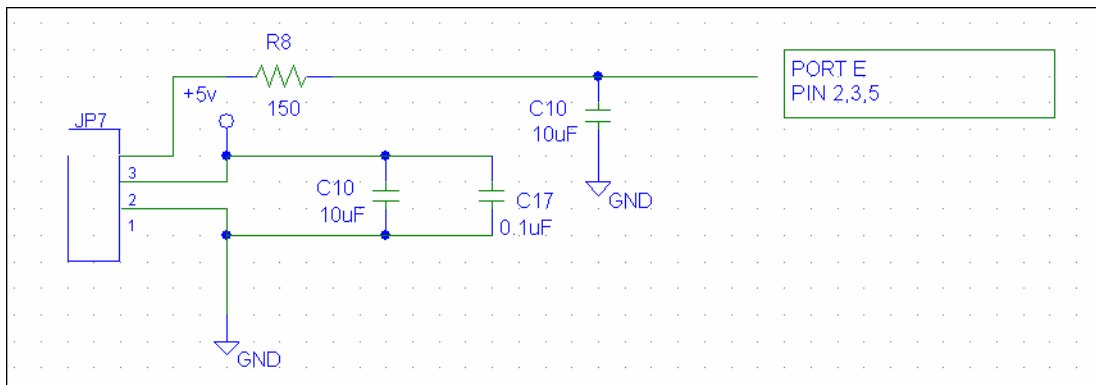 R8
PORT E
PIN 2,3,5
+5v
150
C10
10uF
JP7
3
2
1
C10
10uF
C17
0.1uF
GND
GND